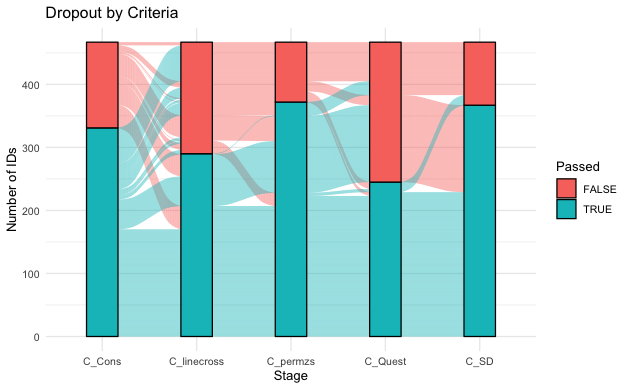 Dropout by Criteria
Number of IDs
400
300
200
100
0
C_Cons
C_linecross
C_permzs
C_Quest
C_SD
Stage
Passed
FALSE
TRUE